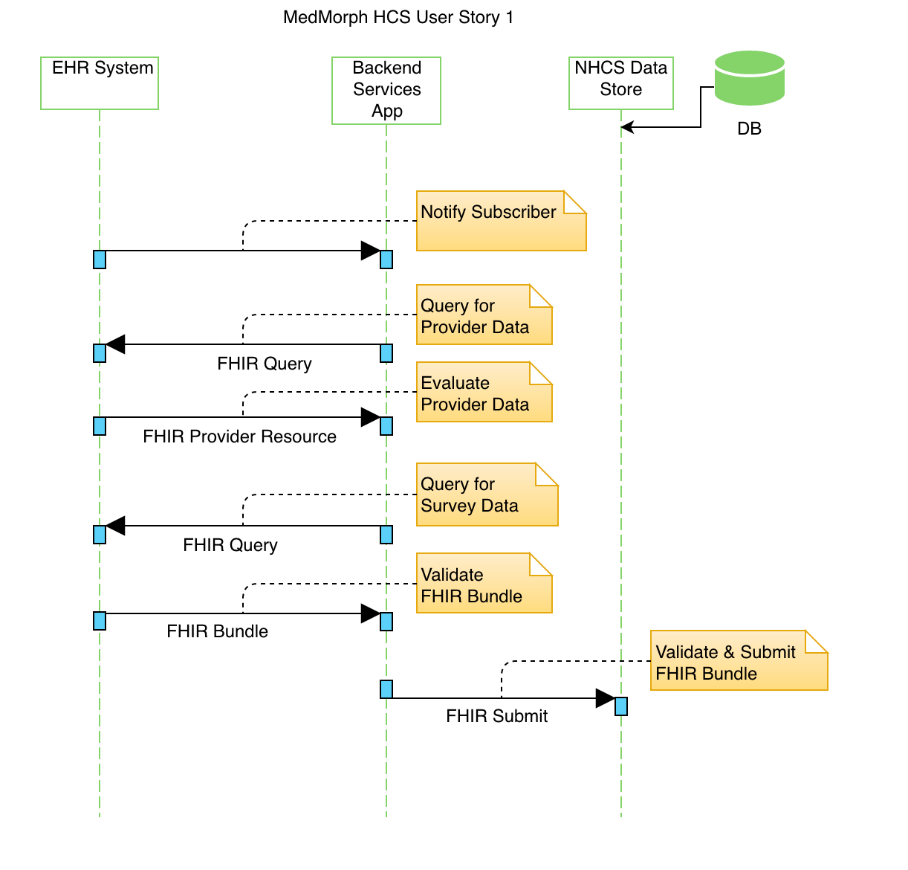 MedMorph HCS User Story 1
EHR System
Backend
Services
App
NHCS Data
Store
DB
Notify Subscriber
Query for
Provider Data
FHIR Query
Evaluate
Provider Data
FHIR Provider Resource
Query for
Survey Data
FHIR Query
Validate
FHIR Bundle
FHIR Bundle
Validate & Submit
FHIR Bundle
FHIR Submit